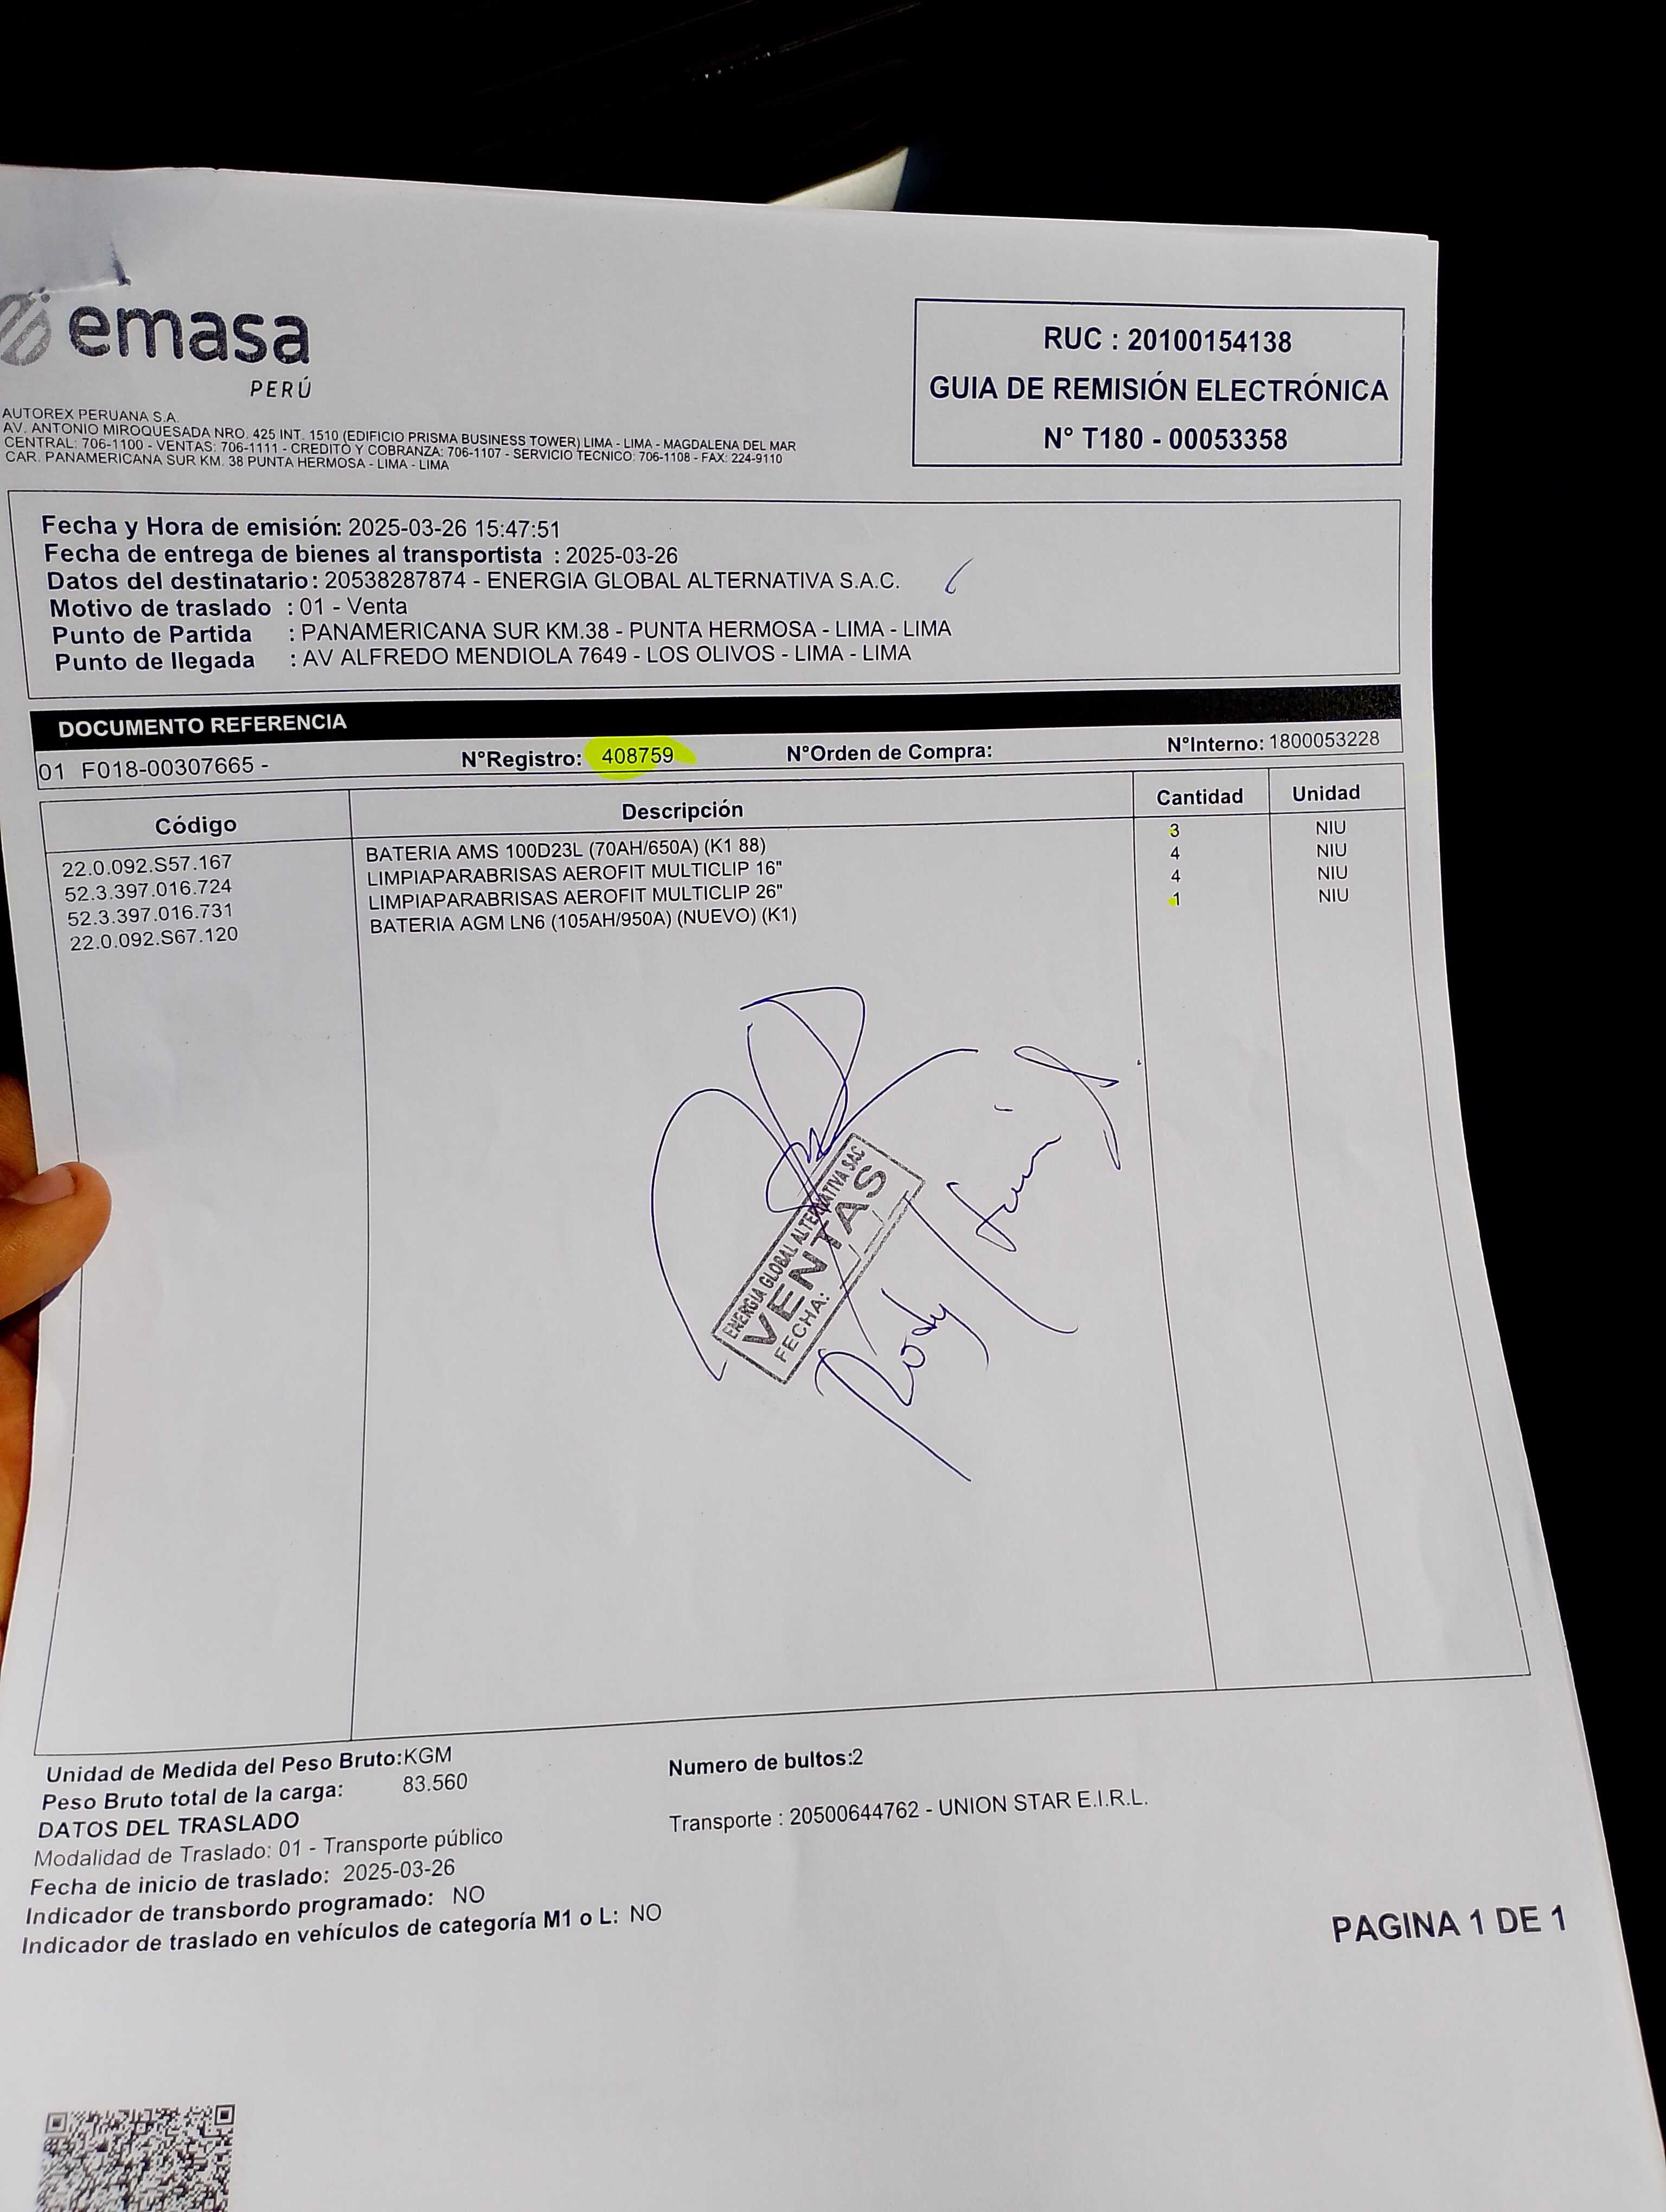 emasa
PERÚ
RUC : 20100154138
GUIA DE REMISIÓN ELECTRÓNICA
N° T180 - 00053358
AUTOREX PERUANA S.A.
AV. ANTONIO MIROQUESADA NRO. 425 INT. 1510 (EDIFICIO PRISMA BUSINESS TOWER) LIMA - LIMA - MAGDALENA DEL MAR
CENTRAL: 706-1100 - VENTAS: 706-1111 - CREDITO Y COBRANZA: 706-1107 - SERVICIO TECNICO: 706-1108 - FAX: 224-9110
CAR. PANAMERICANA SUR KM. 38 PUNTA HERMOSA - LIMA - LIMA
Fecha y Hora de emisión: 2025-03-26 15:47:51
Fecha de entrega de bienes al transportista : 2025-03-26
Datos del destinatario: 20538287874 - ENERGIA GLOBAL ALTERNATIVA S.A.C.
Motivo de traslado : 01 - Venta
Punto de Partida : PANAMERICANA SUR KM.38 - PUNTA HERMOSA - LIMA - LIMA
Punto de llegada : AV ALFREDO MENDIOLA 7649 - LOS OLIVOS - LIMA - LIMA
DOCUMENTO REFERENCIA
01 F018-00307665 - N°Registro: 408759 N°Orden de Compra: N°Interno: 1800053228
Código Descripción Cantidad Unidad
22.0.092.S57.167 BATERIA AMS 100D23L (70AH/650A) (K1 88) 3 NIU
52.3.397.016.724 LIMPIAPARABRISAS AEROFIT MULTICLIP 16" 4 NIU
52.3.397.016.731 LIMPIAPARABRISAS AEROFIT MULTICLIP 26" 4 NIU
22.0.092.S67.120 BATERIA AGM LN6 (105AH/950A) (NUEVO) (K1) 1 NIU
ENERGIA GLOBAL ALTERNATIVA SAC
VENTAS
FECHA:
Rody
Unidad de Medida del Peso Bruto:KGM Numero de bultos:2
Peso Bruto total de la carga: 83.560
DATOS DEL TRASLADO Transporte : 20500644762 - UNION STAR E.I.R.L.
Modalidad de Traslado: 01 - Transporte público
Fecha de inicio de traslado: 2025-03-26
Indicador de transbordo programado: NO
Indicador de traslado en vehículos de categoría M1 o L: NO
PAGINA 1 DE 1